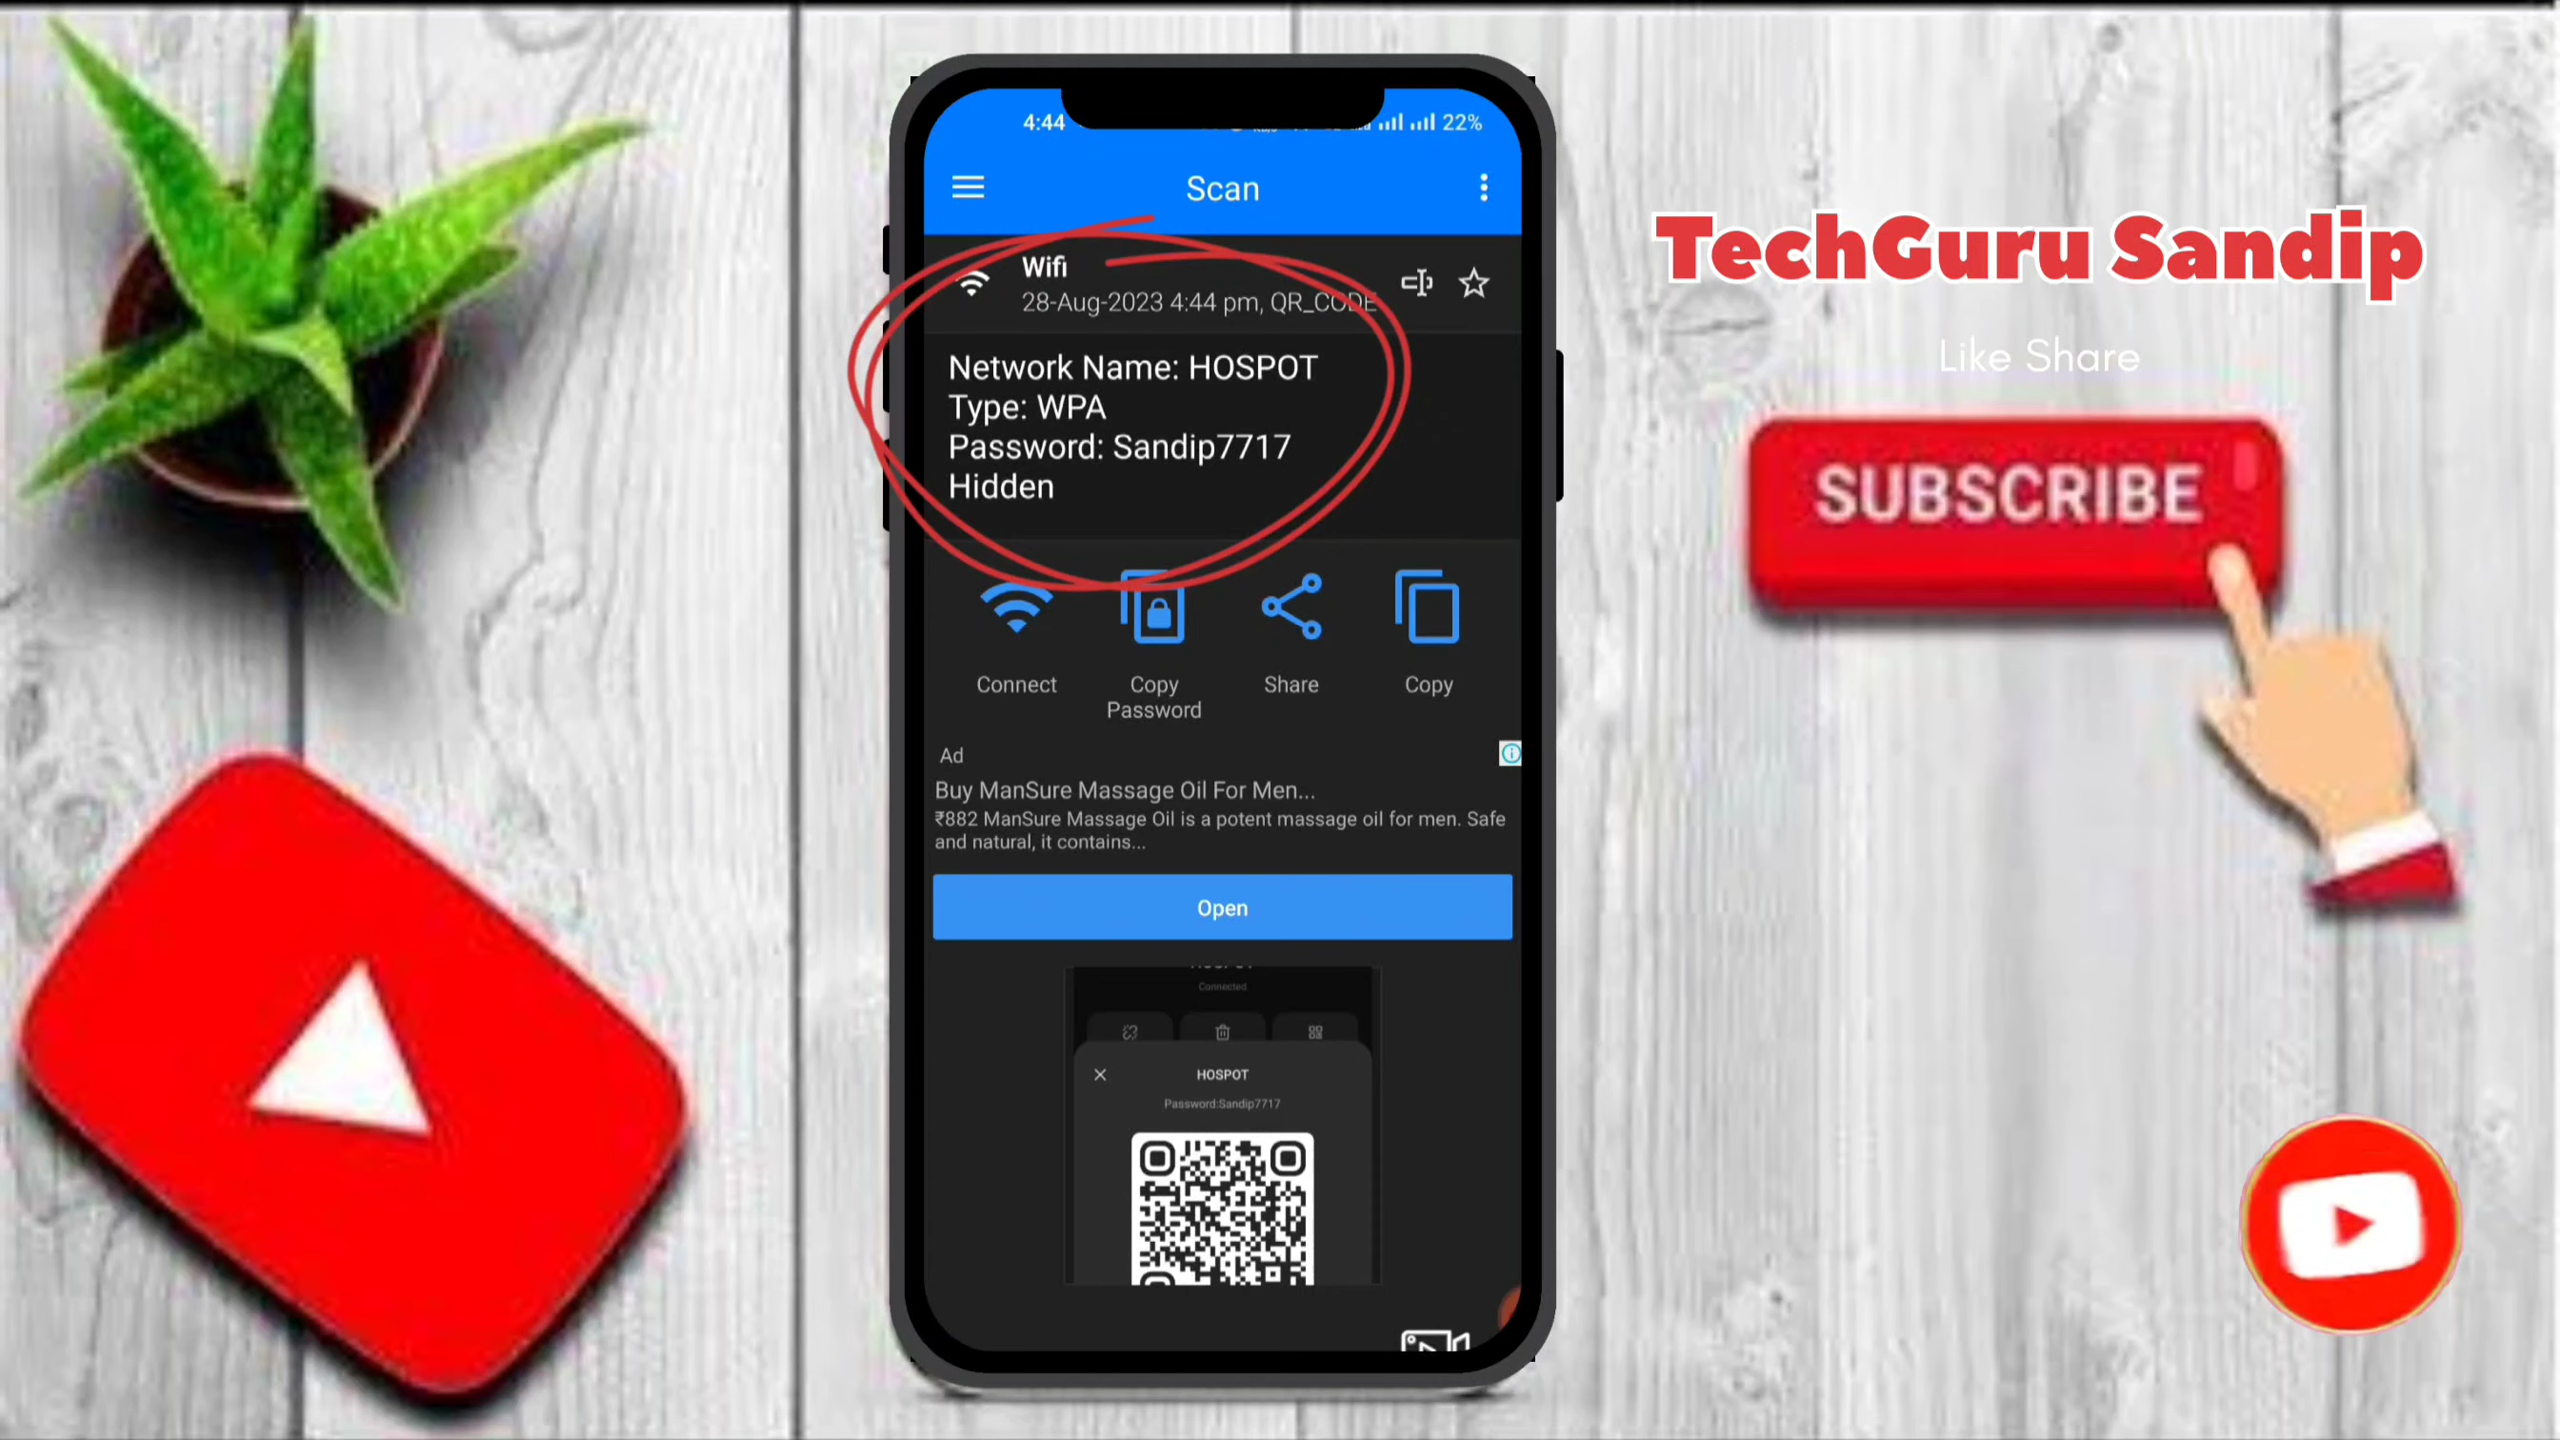 4:44
22%
Scan
Wifi
28-Aug-2023 4:44 pm, QR_CODE
Network Name: HOSPOT
Type: WPA
Password: Sandip7717
Hidden
Connect
Copy
Password
Share
Copy
Ad
Buy ManSure Massage Oil For Men...
₹882 ManSure Massage Oil is a potent massage oil for men. Safe
and natural, it contains...
Open
Connected
HOSPOT
Password:Sandip7717
TechGuru Sandip
Like Share
SUBSCRIBE